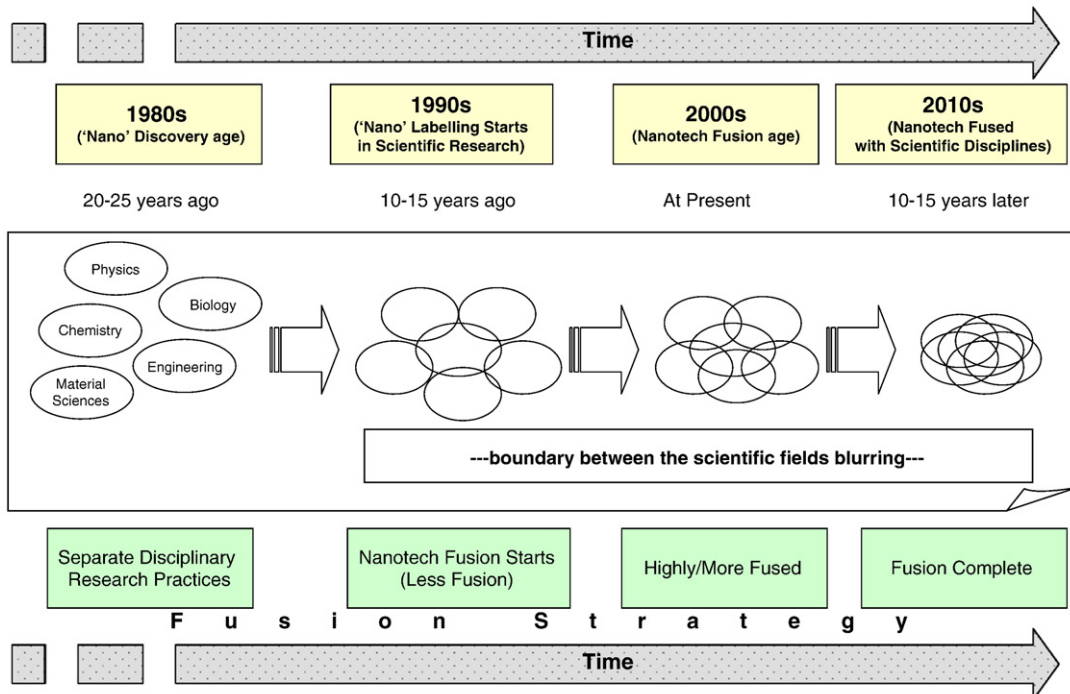 Time
1980s
('Nano' Discovery age)
1990s
('Nano' Labelling Starts
in Scientific Research)
2000s
(Nanotech Fusion age)
2010s
(Nanotech Fused
with Scientific Disciplines)
20-25 years ago
10-15 years ago
At Present
10-15 years later
Physics
Biology
Chemistry
Engineering
Material
Sciences
---boundary between the scientific fields blurring---
Separate Disciplinary
Research Practices
Nanotech Fusion Starts
(Less Fusion)
Highly/More Fused
Fusion Complete
Fusion Strategy
Time